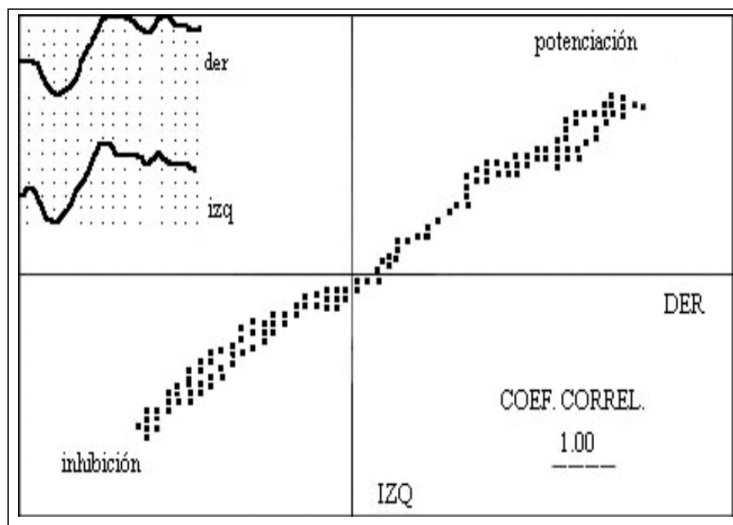 potenciación
der
izq
DER
COEF. CORREL.
1.00
inhibición
IZQ